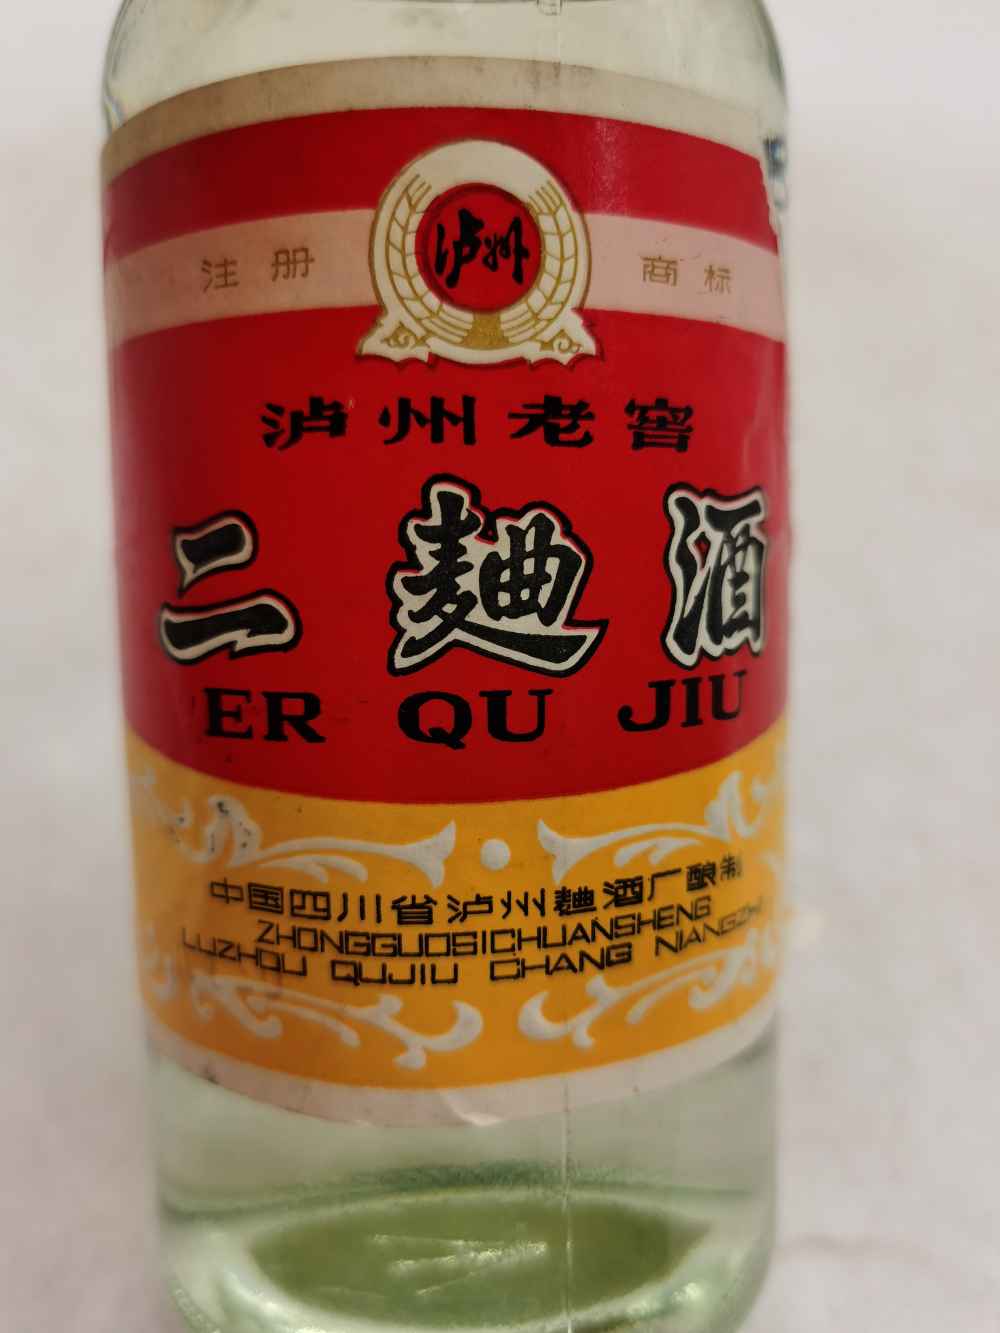 泸州
注册 商标
泸州老窖
二麯酒
ER QU JIU
中国四川省泸州麯酒厂酿制
ZHONGGUOSICHUANSHENG
LUZHOU QUJIU CHANG NIANGZHI